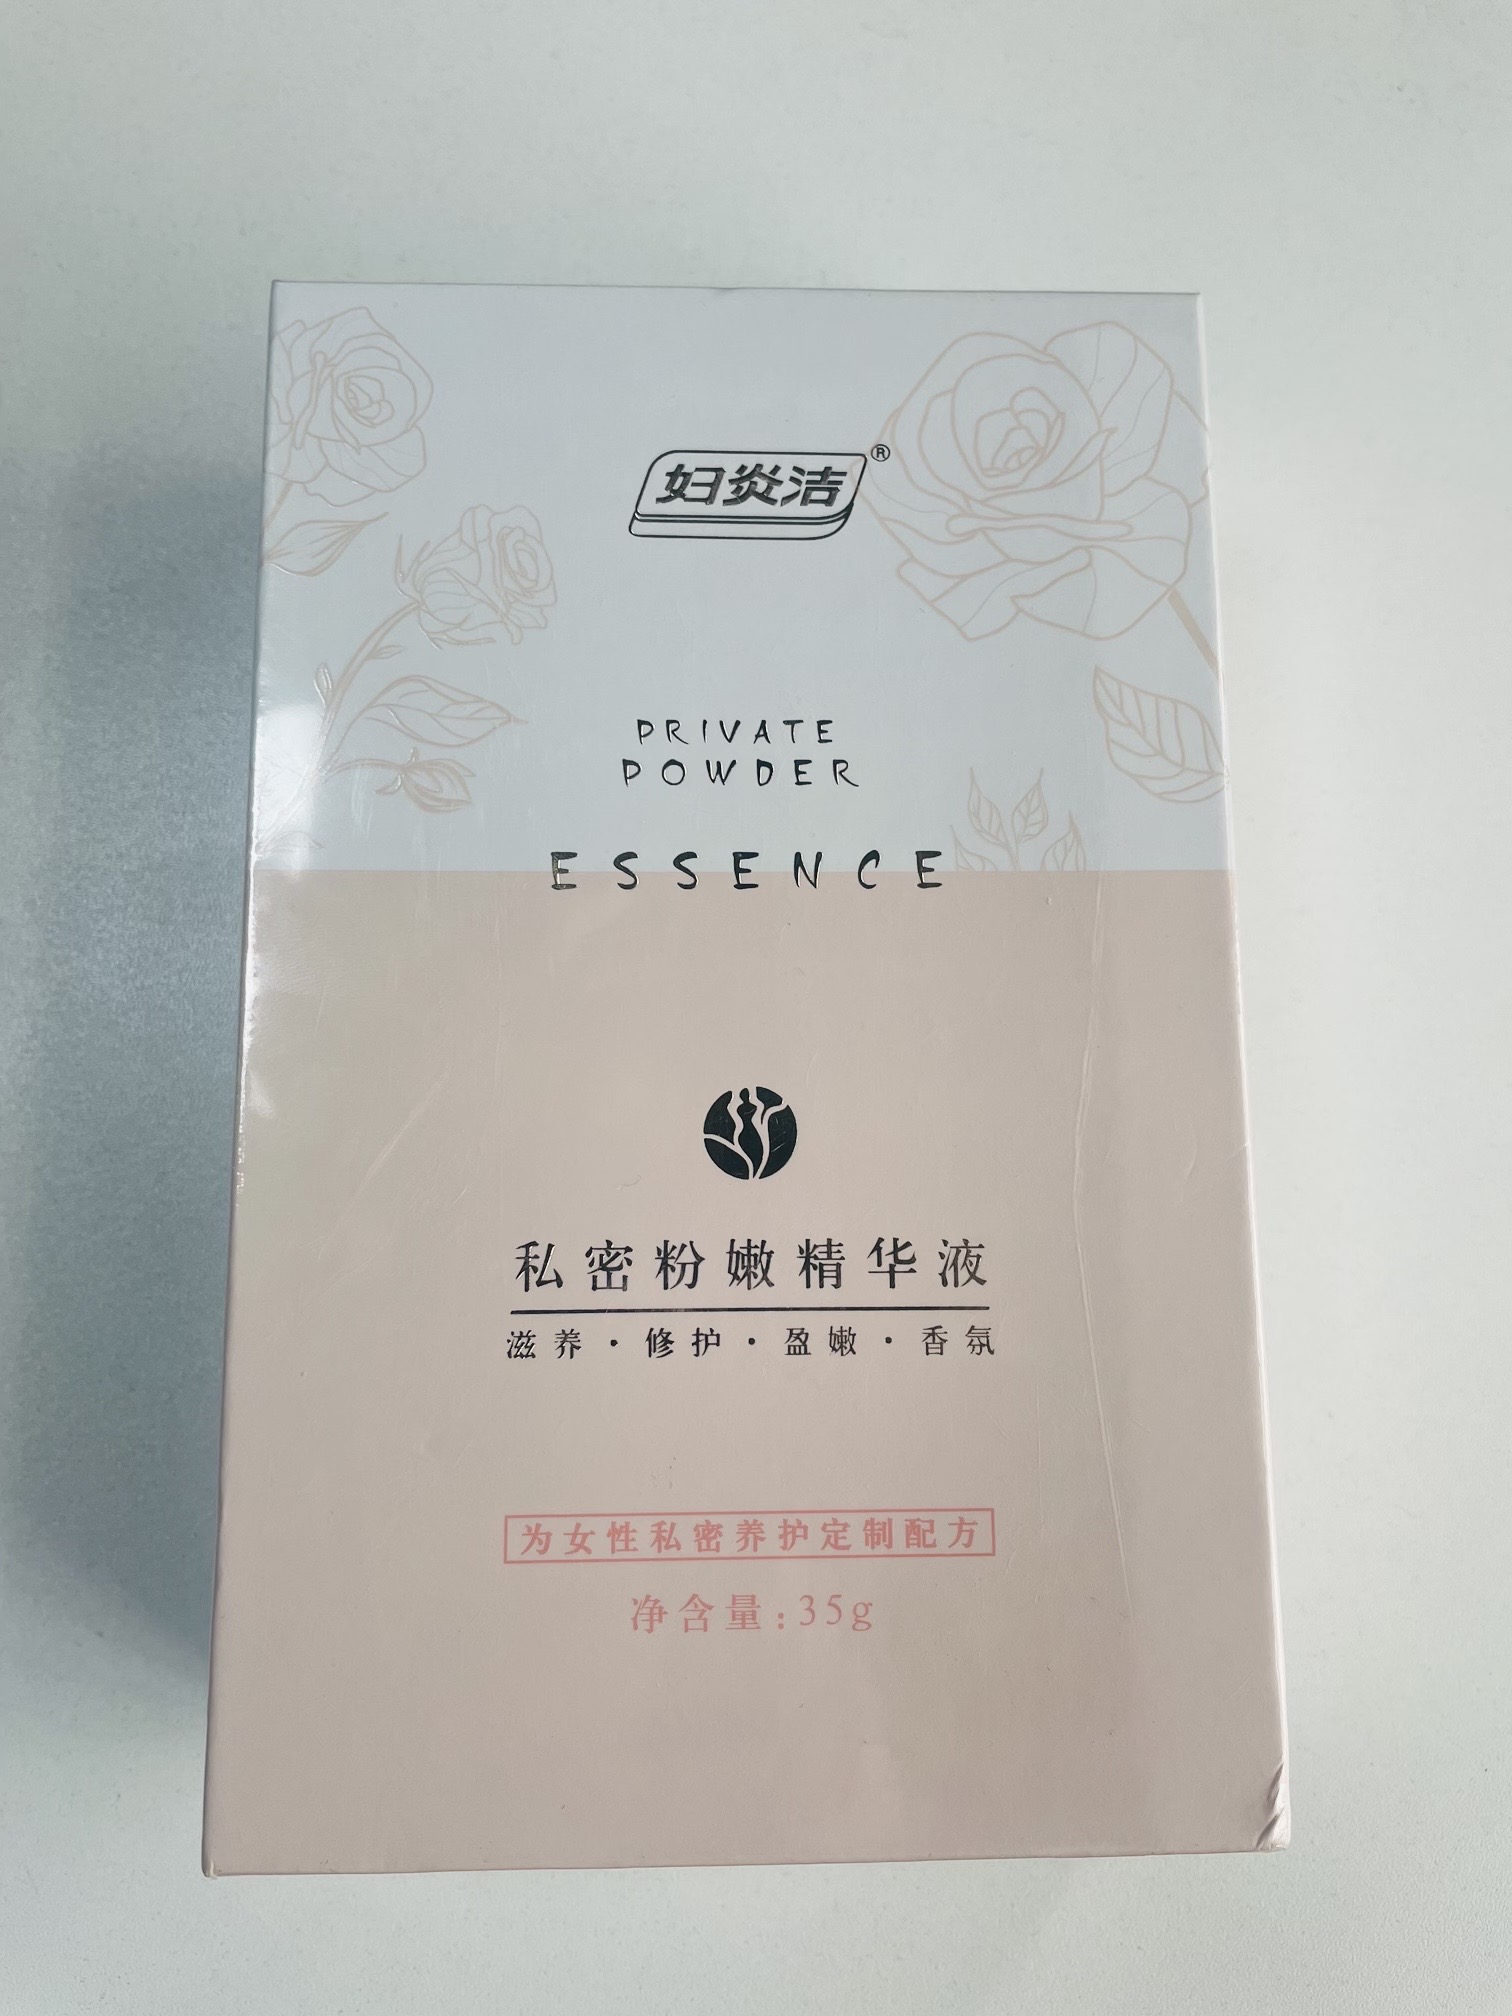 妇炎洁®
PRIVATE
POWDER
ESSENCE
私密粉嫩精华液
滋养·修护·盈嫩·香氛
为女性私密养护定制配方
净含量:35g